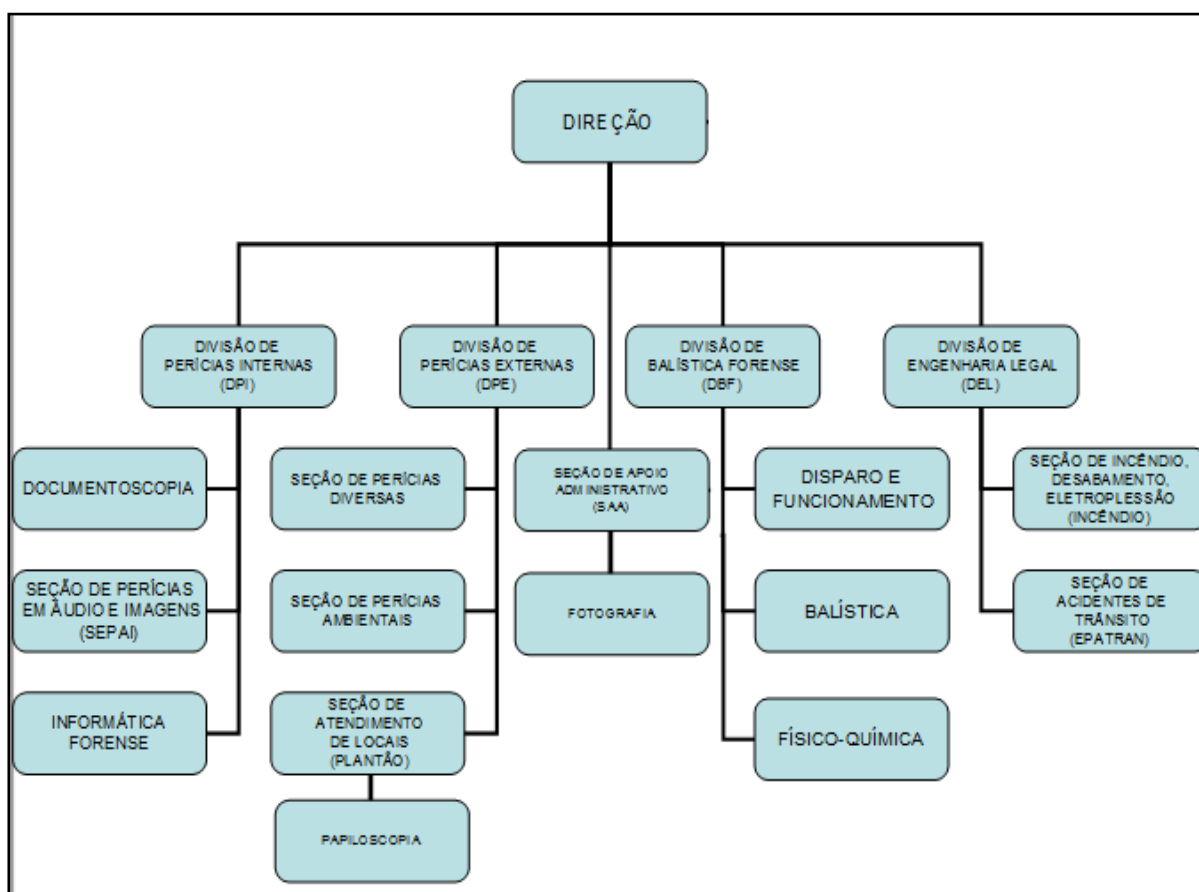 DIREÇÃO
DIVISÃO DE
PERÍCIAS INTERNAS
(DPI)
DIVISÃO DE
PERÍCIAS EXTERNAS
(DPE)
DIVISÃO DE
BALÍSTICA FORENSE
(DBF)
DIVISÃO DE
ENGENHARIA LEGAL
(DEL)
DOCUMENTOSCOPIA
SEÇÃO DE PERÍCIAS
DIVERSAS
SEÇÃO DE APOIO
ADMINISTRATIVO
(SAA)
DISPARO E
FUNCIONAMENTO
SEÇÃO DE INCÊNDIO,
DESABAMENTO,
ELETROPLESSÃO
(INCÊNDIO)
SEÇÃO DE PERÍCIAS
EM ÀUDIO E IMAGENS
(SEPAI)
SEÇÃO DE PERÍCIAS
AMBIENTAIS
FOTOGRAFIA
BALÍSTICA
SEÇÃO DE
ACIDENTES DE
TRÂNSITO
(EPATRAN)
INFORMÁTICA
FORENSE
SEÇÃO DE
ATENDIMENTO
DE LOCAIS
(PLANTÃO)
FÍSICO-QUÍMICA
PAPILOSCOPIA